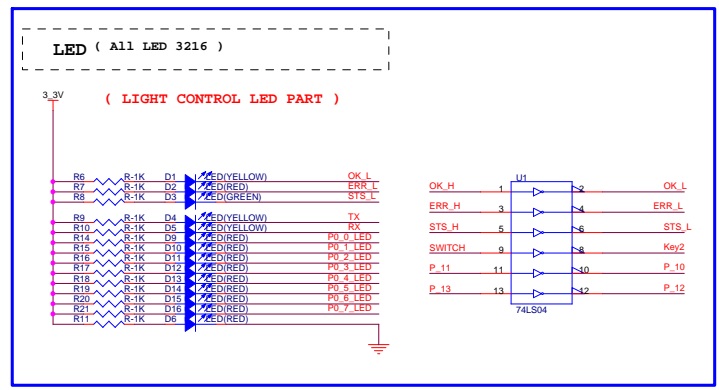 LED ( All LED 3216 )
3_3V
( LIGHT CONTROL LED PART )
R6 R-1K D1 LED(YELLOW) OK_L
R7 R-1K D2 LED(RED) ERR_L
R8 R-1K D3 LED(GREEN) STS_L
R9 R-1K D4 LED(YELLOW) TX
R10 R-1K D5 LED(YELLOW) RX
R14 R-1K D9 LED(RED) P0_0_LED
R15 R-1K D10 LED(RED) P0_1_LED
R16 R-1K D11 LED(RED) P0_2_LED
R17 R-1K D12 LED(RED) P0_3_LED
R18 R-1K D13 LED(RED) P0_4_LED
R19 R-1K D14 LED(RED) P0_5_LED
R20 R-1K D15 LED(RED) P0_6_LED
R21 R-1K D16 LED(RED) P0_7_LED
R11 R-1K D6 LED(RED)
U1
OK_H 1 2 OK_L
ERR_H 3 4 ERR_L
STS_H 5 6 STS_L
SWITCH 9 8 Key2
P_11 11 10 P_10
P_13 13 12 P_12
74LS04